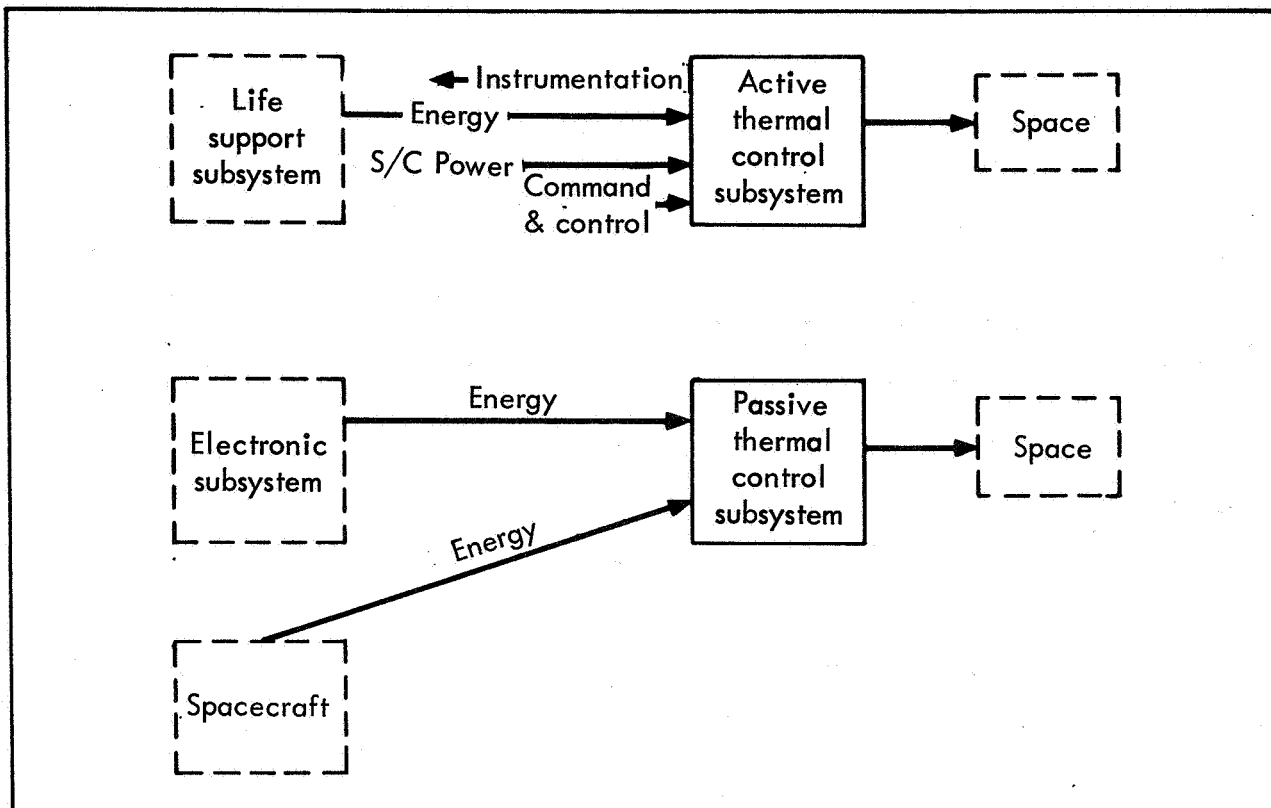 Life
support
subsystem
Instrumentation
Energy
S/C Power
Command
& control
Active
thermal
control
subsystem
Space
Electronic
subsystem
Energy
Energy
Passive
thermal
control
subsystem
Space
Spacecraft